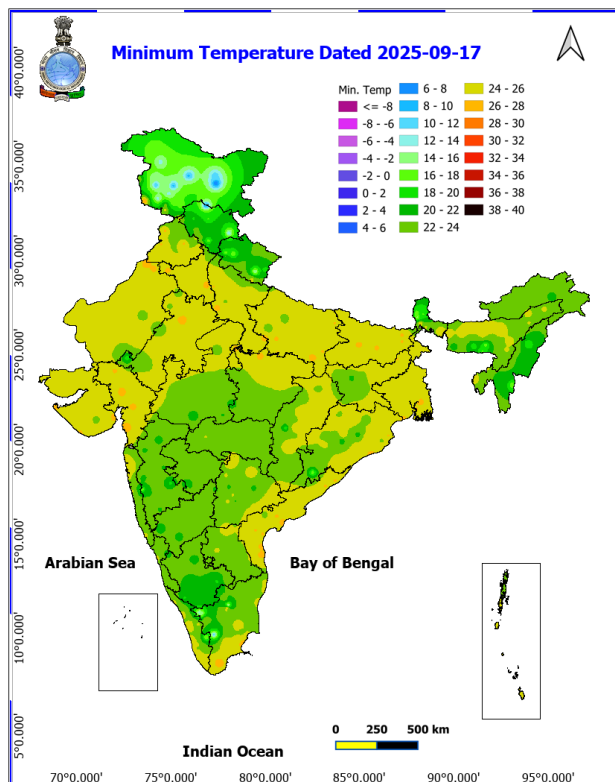 Minimum Temperature Dated 2025-09-17
Min. Temp
<= -8
-8 - -6
-6 - -4
-4 - -2
-2 - 0
0 - 2
2 - 4
4 - 6
6 - 8
8 - 10
10 - 12
12 - 14
14 - 16
16 - 18
18 - 20
20 - 22
22 - 24
24 - 26
26 - 28
28 - 30
30 - 32
32 - 34
34 - 36
36 - 38
38 - 40
40°0.000'
35°0.000'
30°0.000'
25°0.000'
20°0.000'
15°0.000'
10°0.000'
5°0.000'
Arabian Sea
Bay of Bengal
Indian Ocean
0 250 500 km
70°0.000' 75°0.000' 80°0.000' 85°0.000' 90°0.000' 95°0.000'